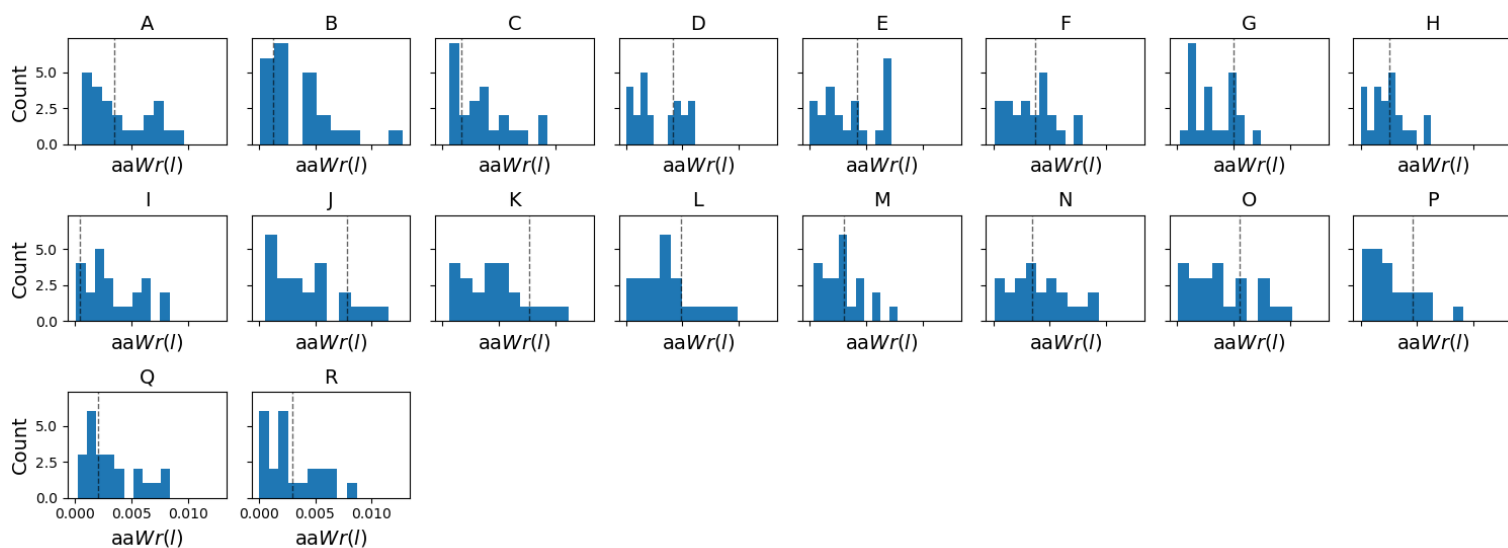 A B C D E F G H
5.0
2.5
0.0
Count
aaWr(l) aaWr(l) aaWr(l) aaWr(l) aaWr(l) aaWr(l) aaWr(l) aaWr(l)
I J K L M N O P
5.0
2.5
0.0
Count
aaWr(l) aaWr(l) aaWr(l) aaWr(l) aaWr(l) aaWr(l) aaWr(l) aaWr(l)
Q R
5.0
2.5
0.0
Count
0.000 0.005 0.010 0.000 0.005 0.010
aaWr(l) aaWr(l)